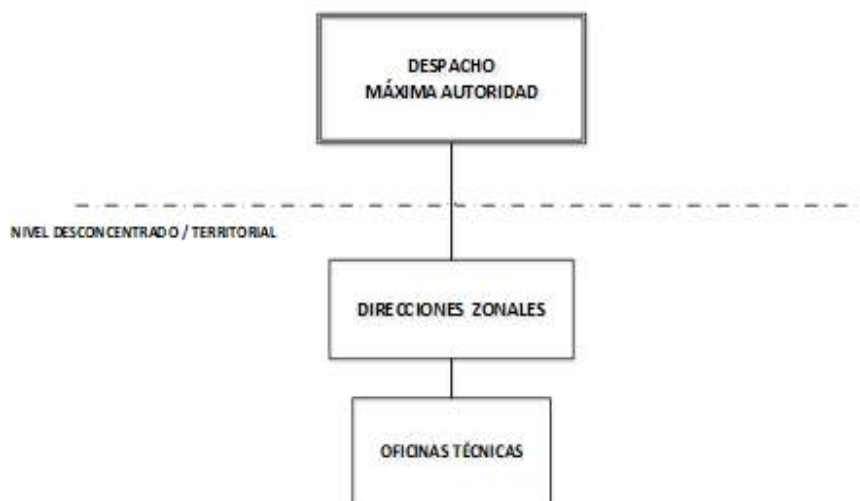 DESPACHO
MÁXIMA AUTORIDAD
NIVEL DESCONCENTRADO / TERRITORIAL
DIRECCIONES ZONALES
OFICINAS TÉCNICAS